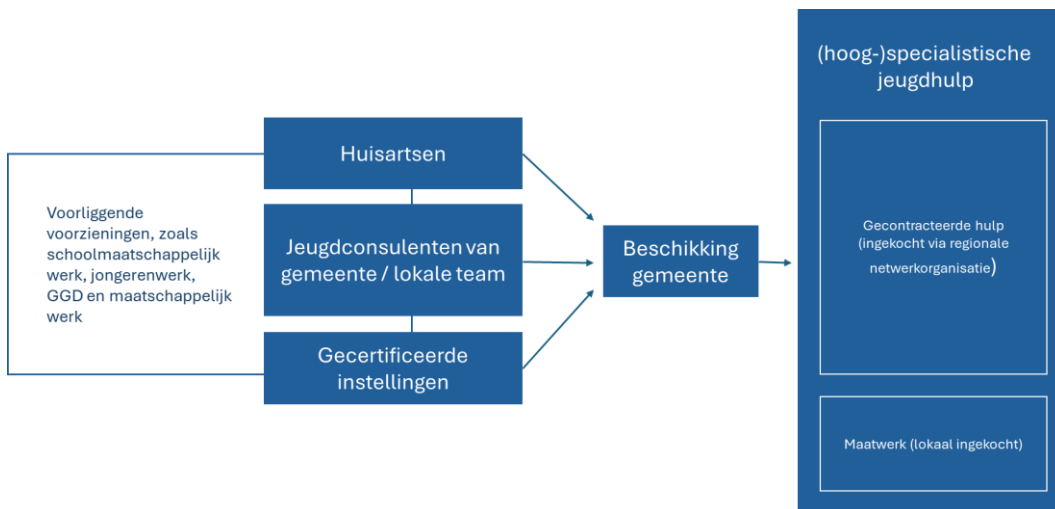 Voorliggende
voorzieningen, zoals
schoolmaatschappelijk
werk, jongerenwerk,
GGD en maatschappelijk
werk
Huisartsen
Jeugdconsulenten van
gemeente / lokale team
Gecertificeerde
instellingen
Beschikking
gemeente
(hoog-)specialistische
jeugdhulp
Gecontracteerde hulp
(ingekocht via regionale
netwerkorganisatie)
Maatwerk (lokaal ingekocht)